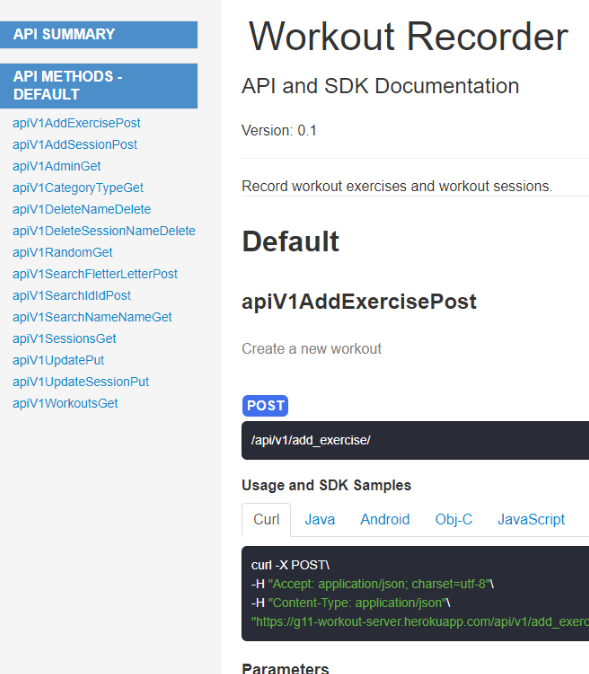 API SUMMARY
API METHODS -
DEFAULT
apiV1AddExercisePost
apiV1AddSessionPost
apiV1AdminGet
apiV1CategoryTypeGet
apiV1DeleteNameDelete
apiV1DeleteSessionNameDelete
apiV1RandomGet
apiV1SearchFletterLetterPost
apiV1SearchIdIdPost
apiV1SearchNameNameGet
apiV1SessionsGet
apiV1UpdatePut
apiV1UpdateSessionPut
apiV1WorkoutsGet
Workout Recorder
API and SDK Documentation
Version: 0.1
Record workout exercises and workout sessions.
Default
apiV1AddExercisePost
Create a new workout
POST
/api/v1/add_exercise/
Usage and SDK Samples
Curl Java Android Obj-C JavaScript
curl -X POST\
-H "Accept: application/json; charset=utf-8"\
-H "Content-Type: application/json"\
"https://g11-workout-server.herokuapp.com/api/v1/add_exerc
Parameters